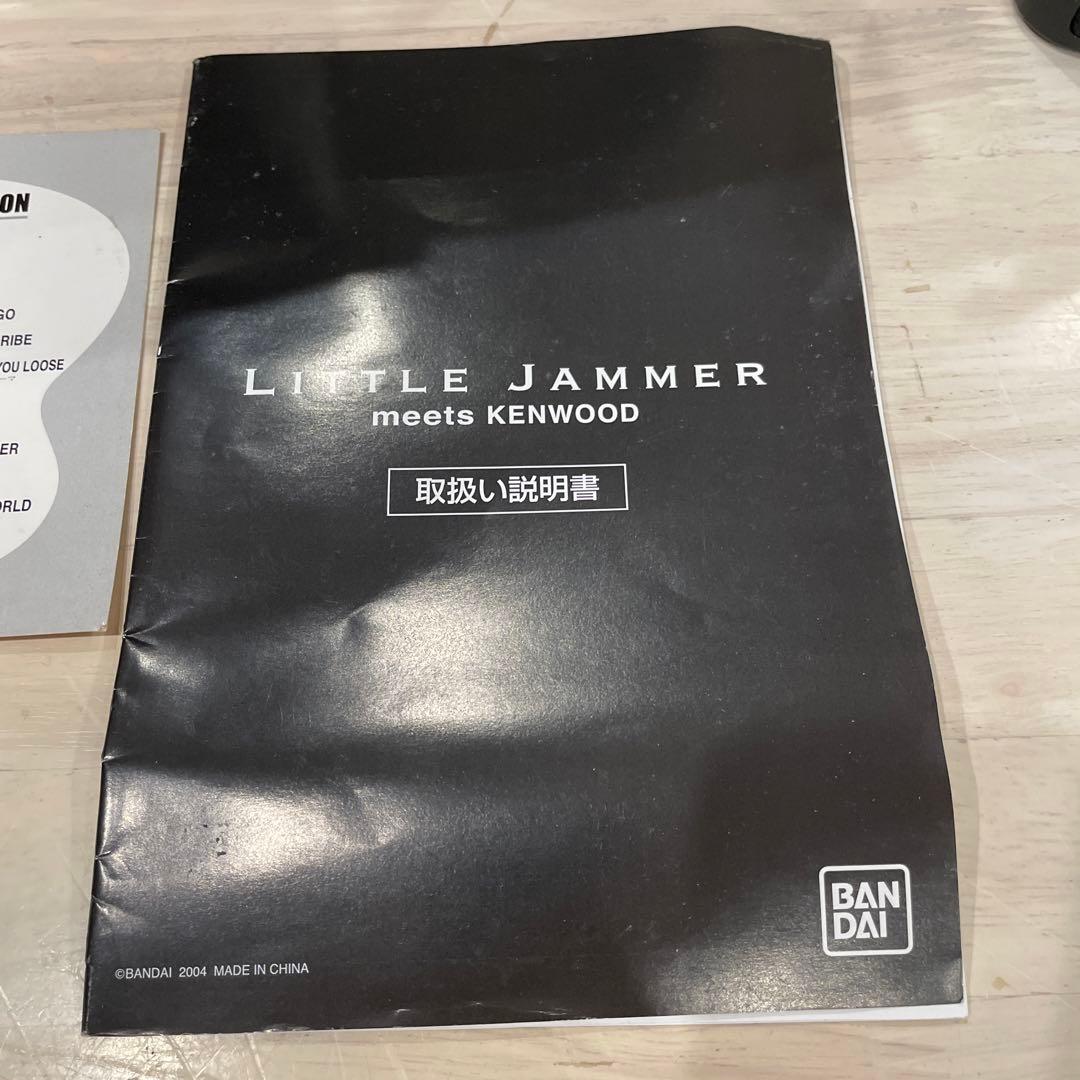 ON
GO
RIBE
YOU LOOSE
ER
ORLD
LITTLE JAMMER
meets KENWOOD
取扱い説明書
BAN
DAI
©BANDAI 2004 MADE IN CHINA